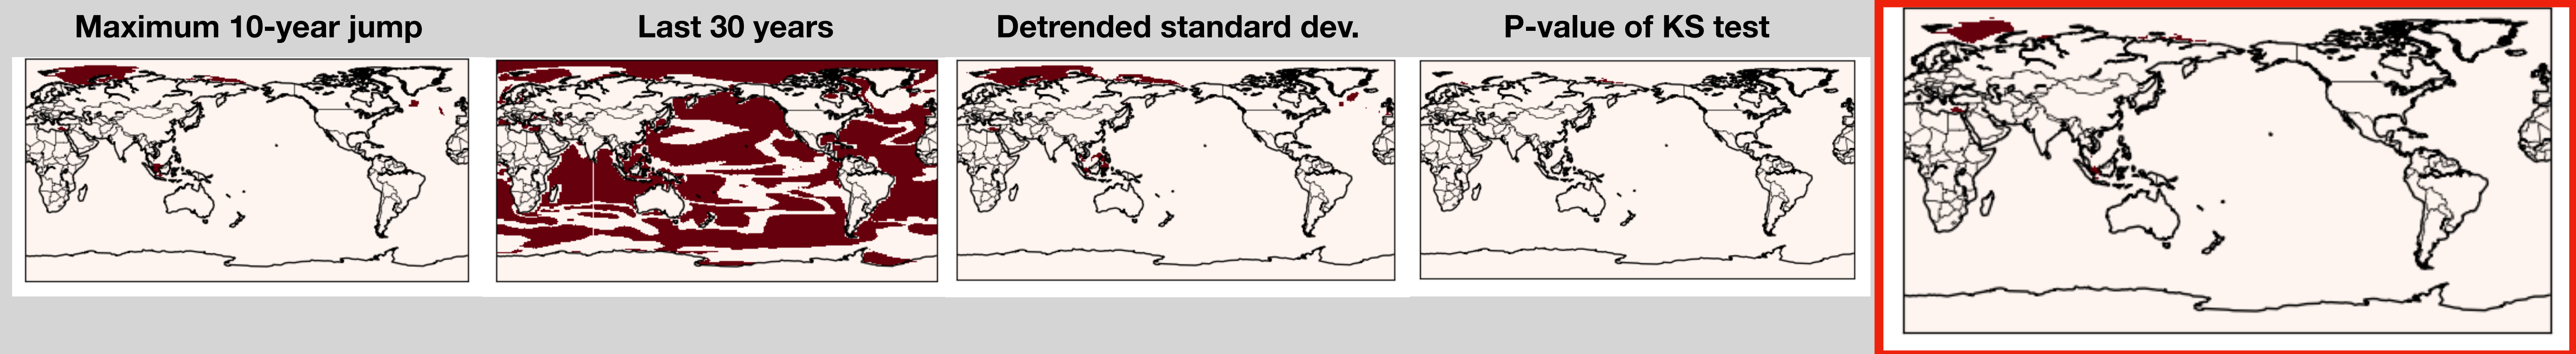 Maximum 10-year jump
Last 30 years
Detrended standard dev.
P-value of KS test